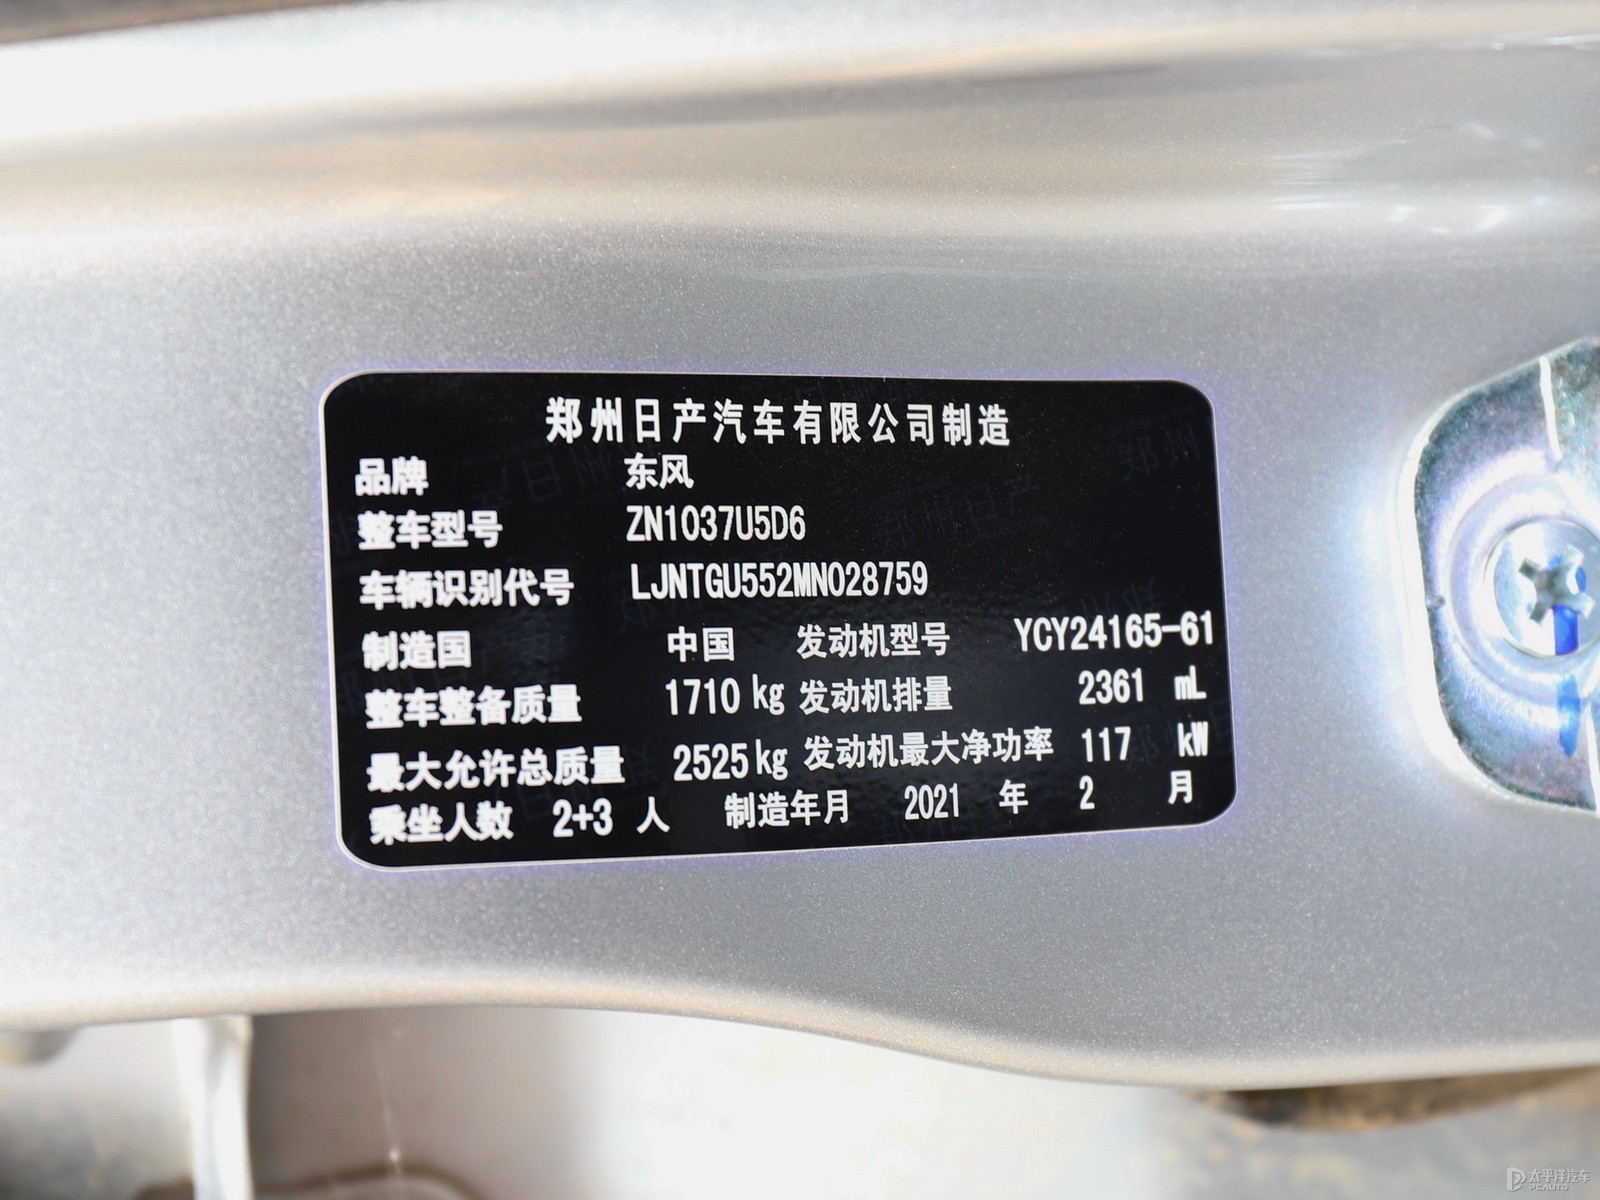 郑州日产汽车有限公司制造
品牌 东风
整车型号 ZN1037U5D6
车辆识别代号 LJNTGU552MN028759
制造国 中国 发动机型号 YCY24165-61
整车整备质量 1710 kg 发动机排量 2361 mL
最大允许总质量 2525 kg 发动机最大净功率 117 kW
乘坐人数 2+3 人 制造年月 2021 年 2 月
太平洋汽车
PCAUTO